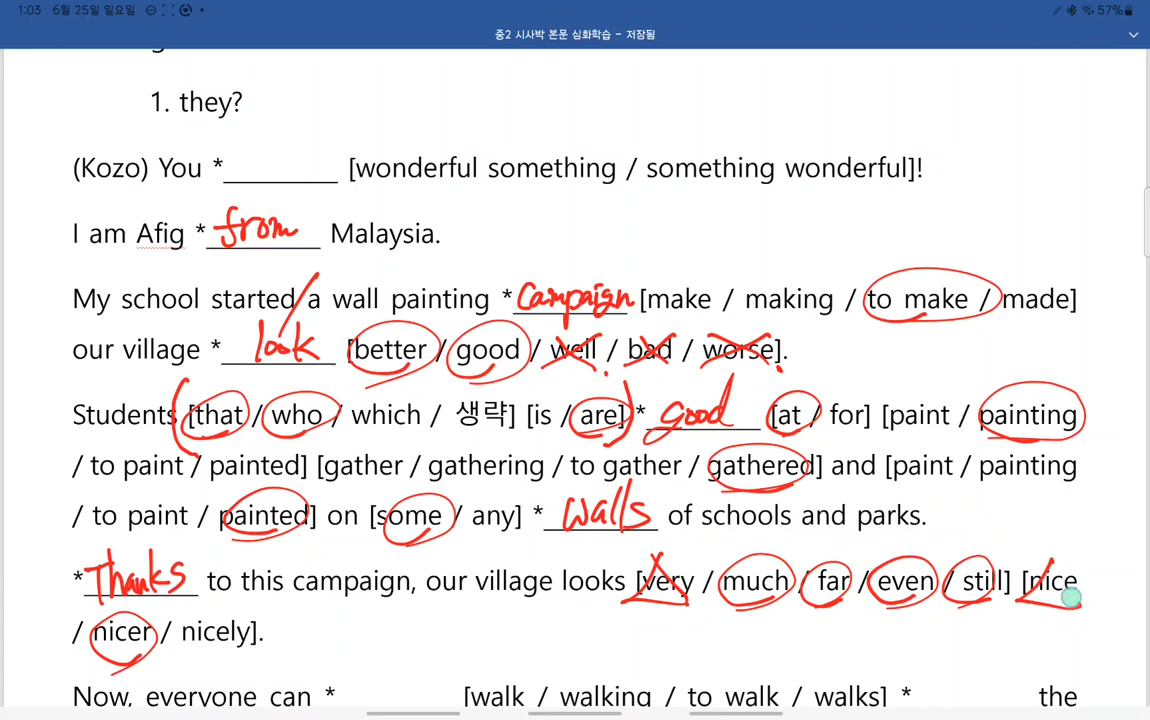 1:03 6월 25일 일요일 57%
중2 시사박 본문 심화학습 - 저장됨
1. they?
(Kozo) You *________ [wonderful something / something wonderful]!
I am Afig * from Malaysia.
My school started a wall painting * Campaign [make / making / to make / made]
our village * look [better / good / well / bad / worse].
Students [that / who / which / 생략] [is / are] * good [at / for] [paint / painting
/ to paint / painted] [gather / gathering / to gather / gathered] and [paint / painting
/ to paint / painted] on [some / any] * walls of schools and parks.
* Thanks to this campaign, our village looks [very / much / far / even / still] [nice
/ nicer / nicely].
Now, everyone can *________ [walk / walking / to walk / walks] *________ the